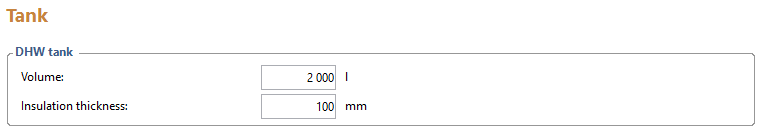 Tank
DHW tank
Volume: 2 000 l
Insulation thickness: 100 mm